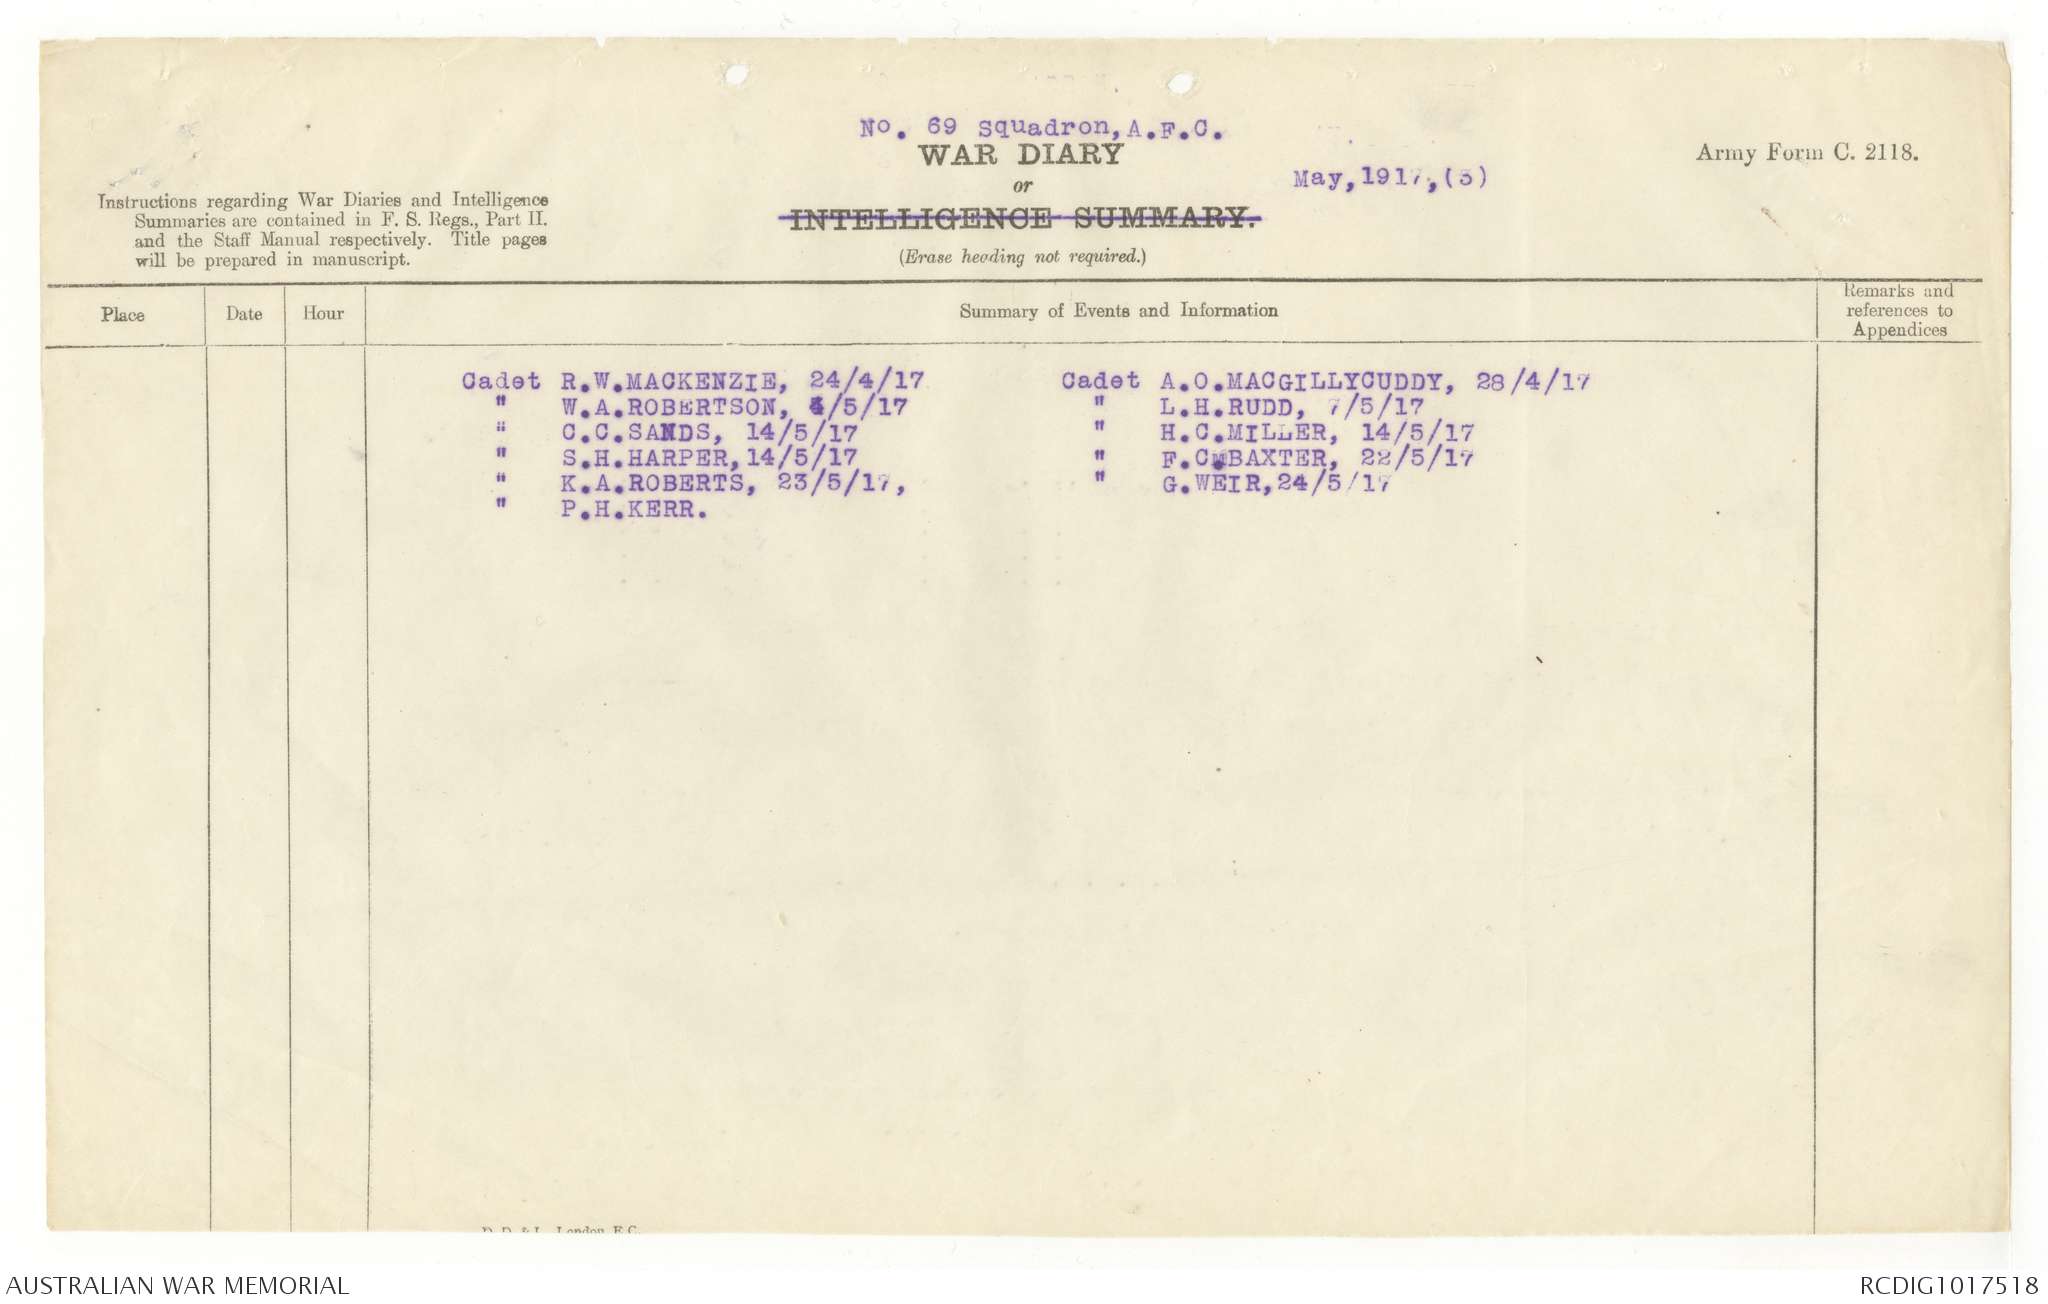 No. 69 Squadron, A.F.C.
WAR DIARY
or
INTELLIGENCE SUMMARY.
(Erase heading not required.)
May, 1917, (3)
Army Form C. 2118.
Instructions regarding War Diaries and Intelligence
Summaries are contained in F. S. Regs., Part II.
and the Staff Manual respectively. Title pages
will be prepared in manuscript.
Place
Date
Hour
Summary of Events and Information
Remarks and
references to
Appendices
Cadet R.W.MACKENZIE, 24/4/17 Cadet A.O.MACGILLYCUDDY, 28/4/17
" W.A.ROBERTSON, 4/5/17 " L.H.RUDD, 7/5/17
" C.C.SANDS, 14/5/17 " H.C.MILLER, 14/5/17
" S.H.HARPER, 14/5/17 " F.C.BAXTER, 22/5/17
" K.A.ROBERTS, 23/5/17, " G.WEIR, 24/5/17
" P.H.KERR.
D. D. & L., London, E.C.
AUSTRALIAN WAR MEMORIAL
RCDIG1017518